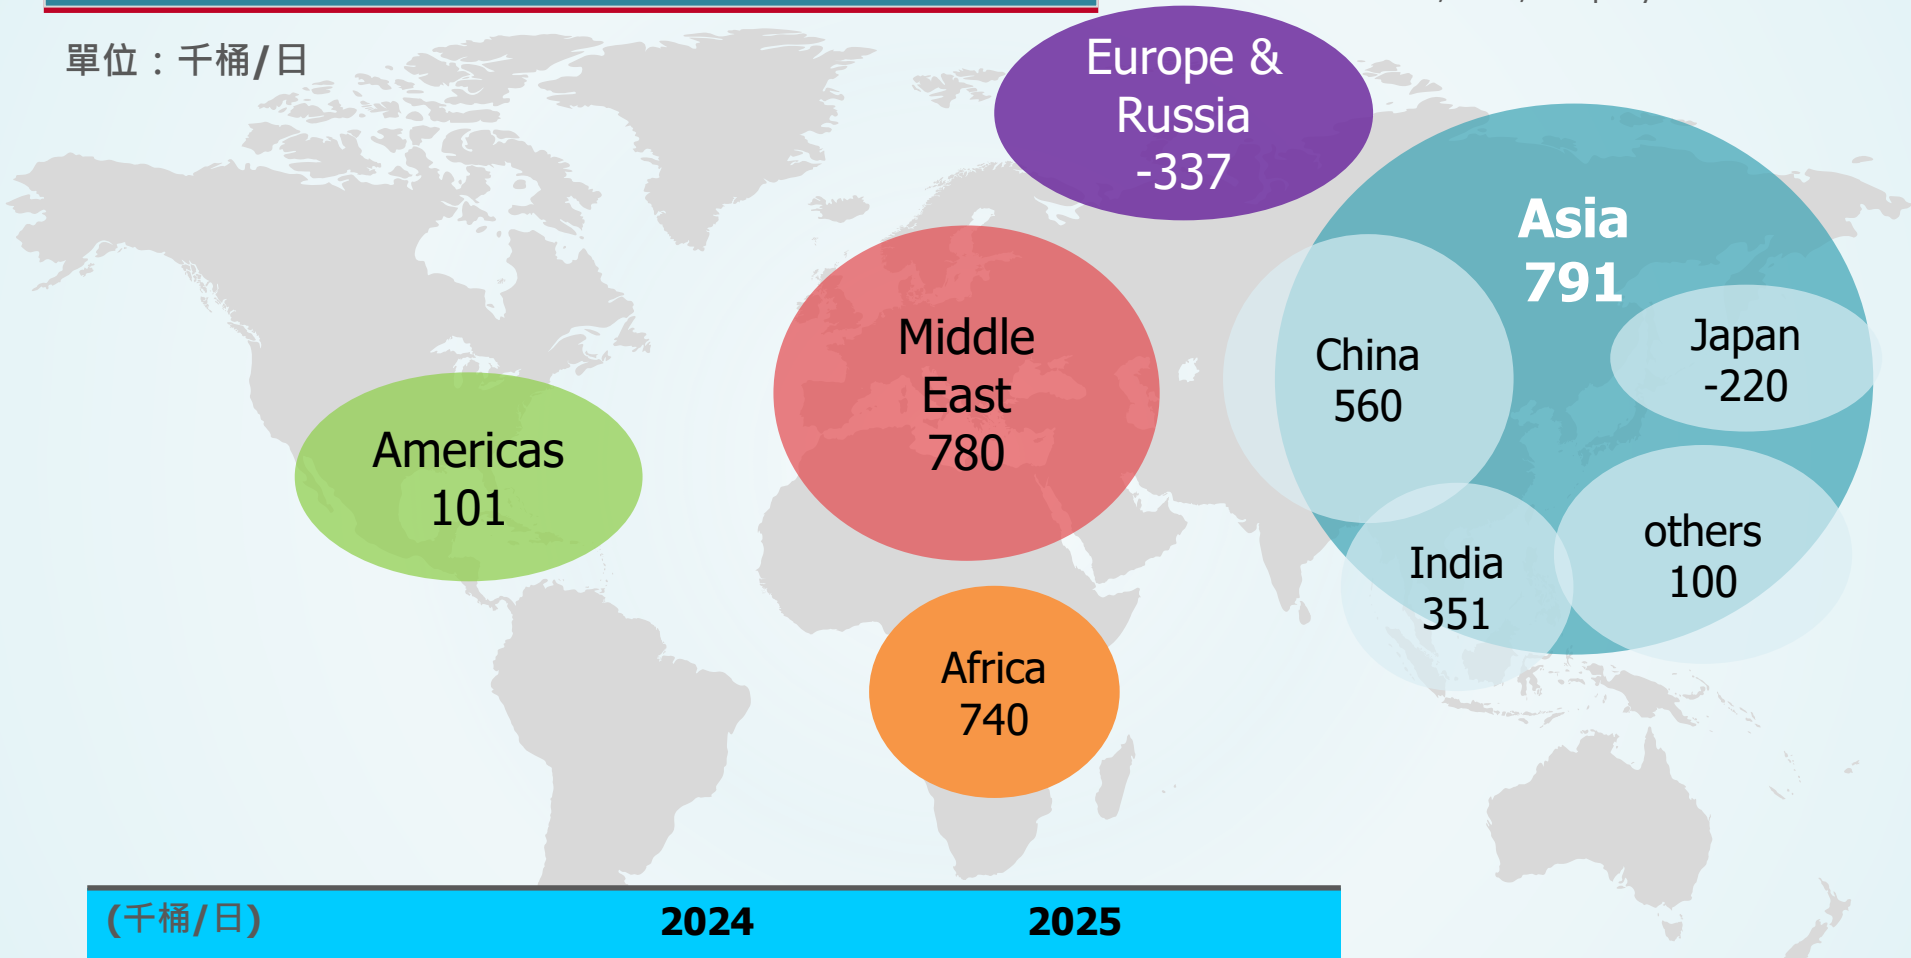 單位：千桶/日
Europe &
Russia
-337
Asia
791
Middle
East
780
China
560
Japan
-220
Americas
101
others
100
India
351
Africa
740
(千桶/日) 2024 2025